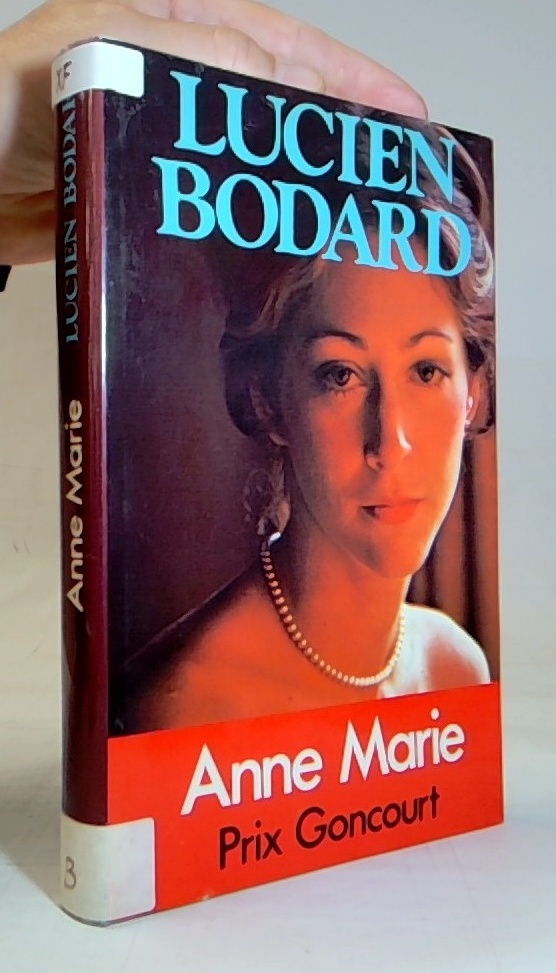 LUCIEN
BODARD
Anne Marie
Prix Goncourt
LUCIEN BODARD
Anne Marie
B